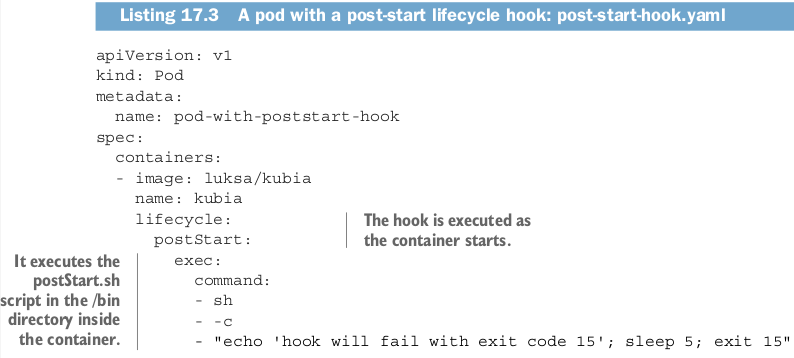 Listing 17.3 A pod with a post-start lifecycle hook: post-start-hook.yaml
apiVersion: v1
kind: Pod
metadata:
  name: pod-with-poststart-hook
spec:
  containers:
  - image: luksa/kubia
    name: kubia
    lifecycle:
      postStart:
        exec:
          command:
          - sh
          - -c
          - "echo 'hook will fail with exit code 15'; sleep 5; exit 15"
The hook is executed as
the container starts.
It executes the
postStart.sh
script in the /bin
directory inside
the container.